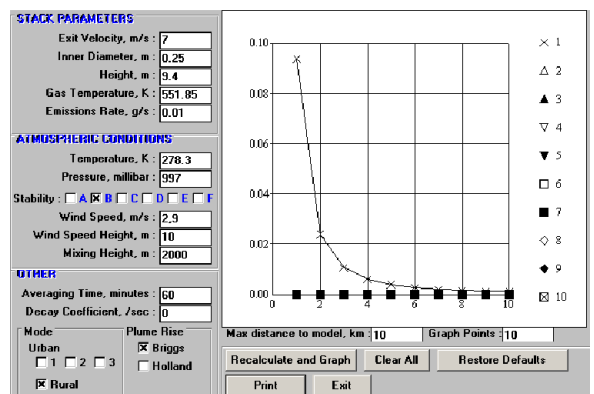 STACK PARAMETERS
Exit Velocity, m/s : 7
Inner Diameter, m : 0.25
Height, m : 9.4
Gas Temperature, K : 551.85
Emissions Rate, g/s : 0.01
ATMOSPHERIC CONDITIONS
Temperature, K : 278.3
Pressure, millibar : 997
Stability : A B C D E F
Wind Speed, m/s : 2.9
Wind Speed Height, m : 10
Mixing Height, m : 2000
OTHER
Averaging Time, minutes : 60
Decay Coefficient, /sec : 0
Mode
Urban
1 2 3
Rural
Plume Rise
Briggs
Holland
0.10
0.08
0.06
0.04
0.02
0.00
0 2 4 6 8 10
1
2
3
4
5
6
7
8
9
10
Max distance to model, km : 10 Graph Points : 10
Recalculate and Graph Clear All Restore Defaults
Print Exit